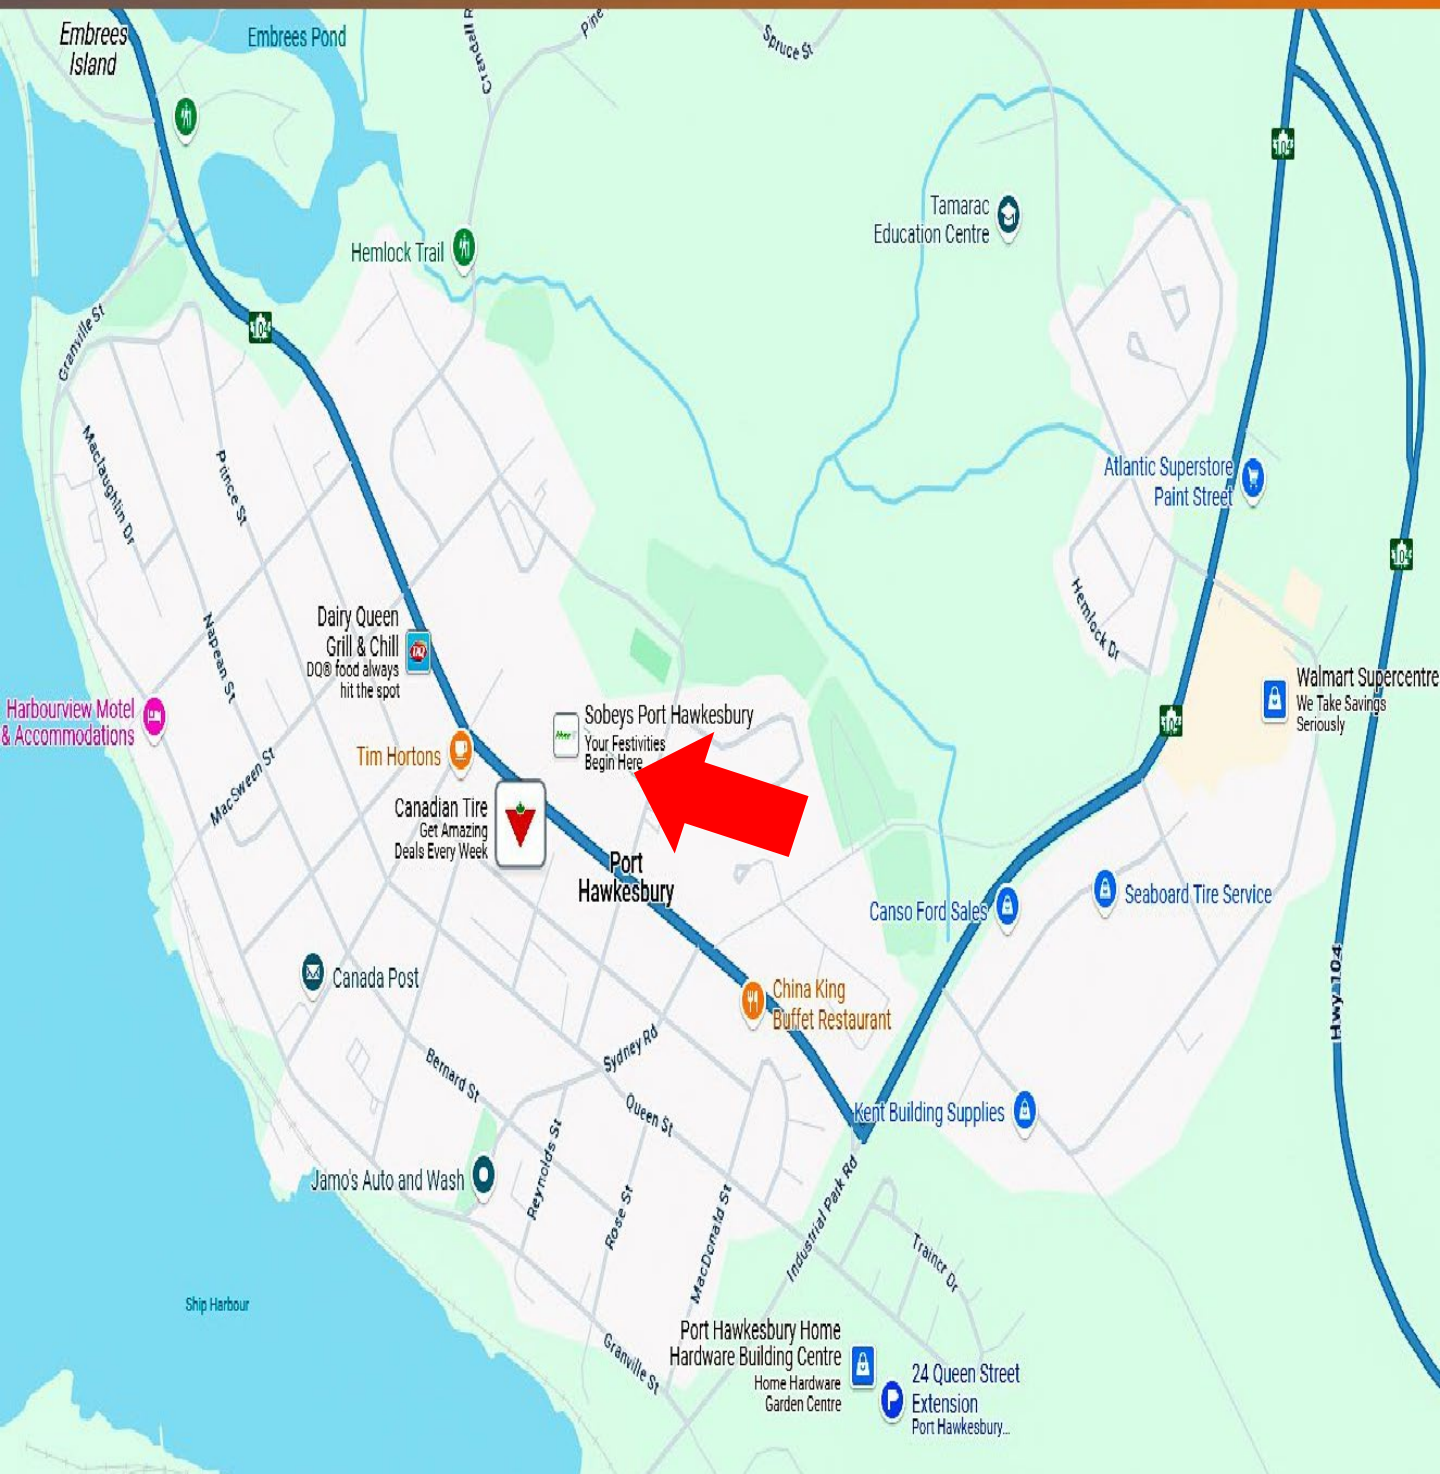 Embrees
Island
Embrees Pond
Crandall R
Pine
Spruce St
104
Tamarac
Education Centre
Hemlock Trail
Granville St
104
Maclaughlin Dr
Prince St
Atlantic Superstore
Paint Street
104
Hemlock Dr
Dairy Queen
Grill & Chill
DQ® food always
hit the spot
DQ
Napean St
Harbourview Motel
& Accommodations
Walmart Supercentre
We Take Savings
Seriously
Sobeys Port Hawkesbury
Your Festivities
Begin Here
104
Tim Hortons
MacSween St
Canadian Tire
Get Amazing
Deals Every Week
Port
Hawkesbury
Canso Ford Sales
Seaboard Tire Service
Canada Post
China King
Buffet Restaurant
Hwy 104
Sydney Rd
Bernard St
Queen St
Kent Building Supplies
Jamo's Auto and Wash
Reynolds St
Rose St
MacDonald St
Industrial Park Rd
Ship Harbour
Port Hawkesbury Home
Hardware Building Centre
Home Hardware
Garden Centre
Granville St
P
24 Queen Street
Extension
Port Hawkesbury...